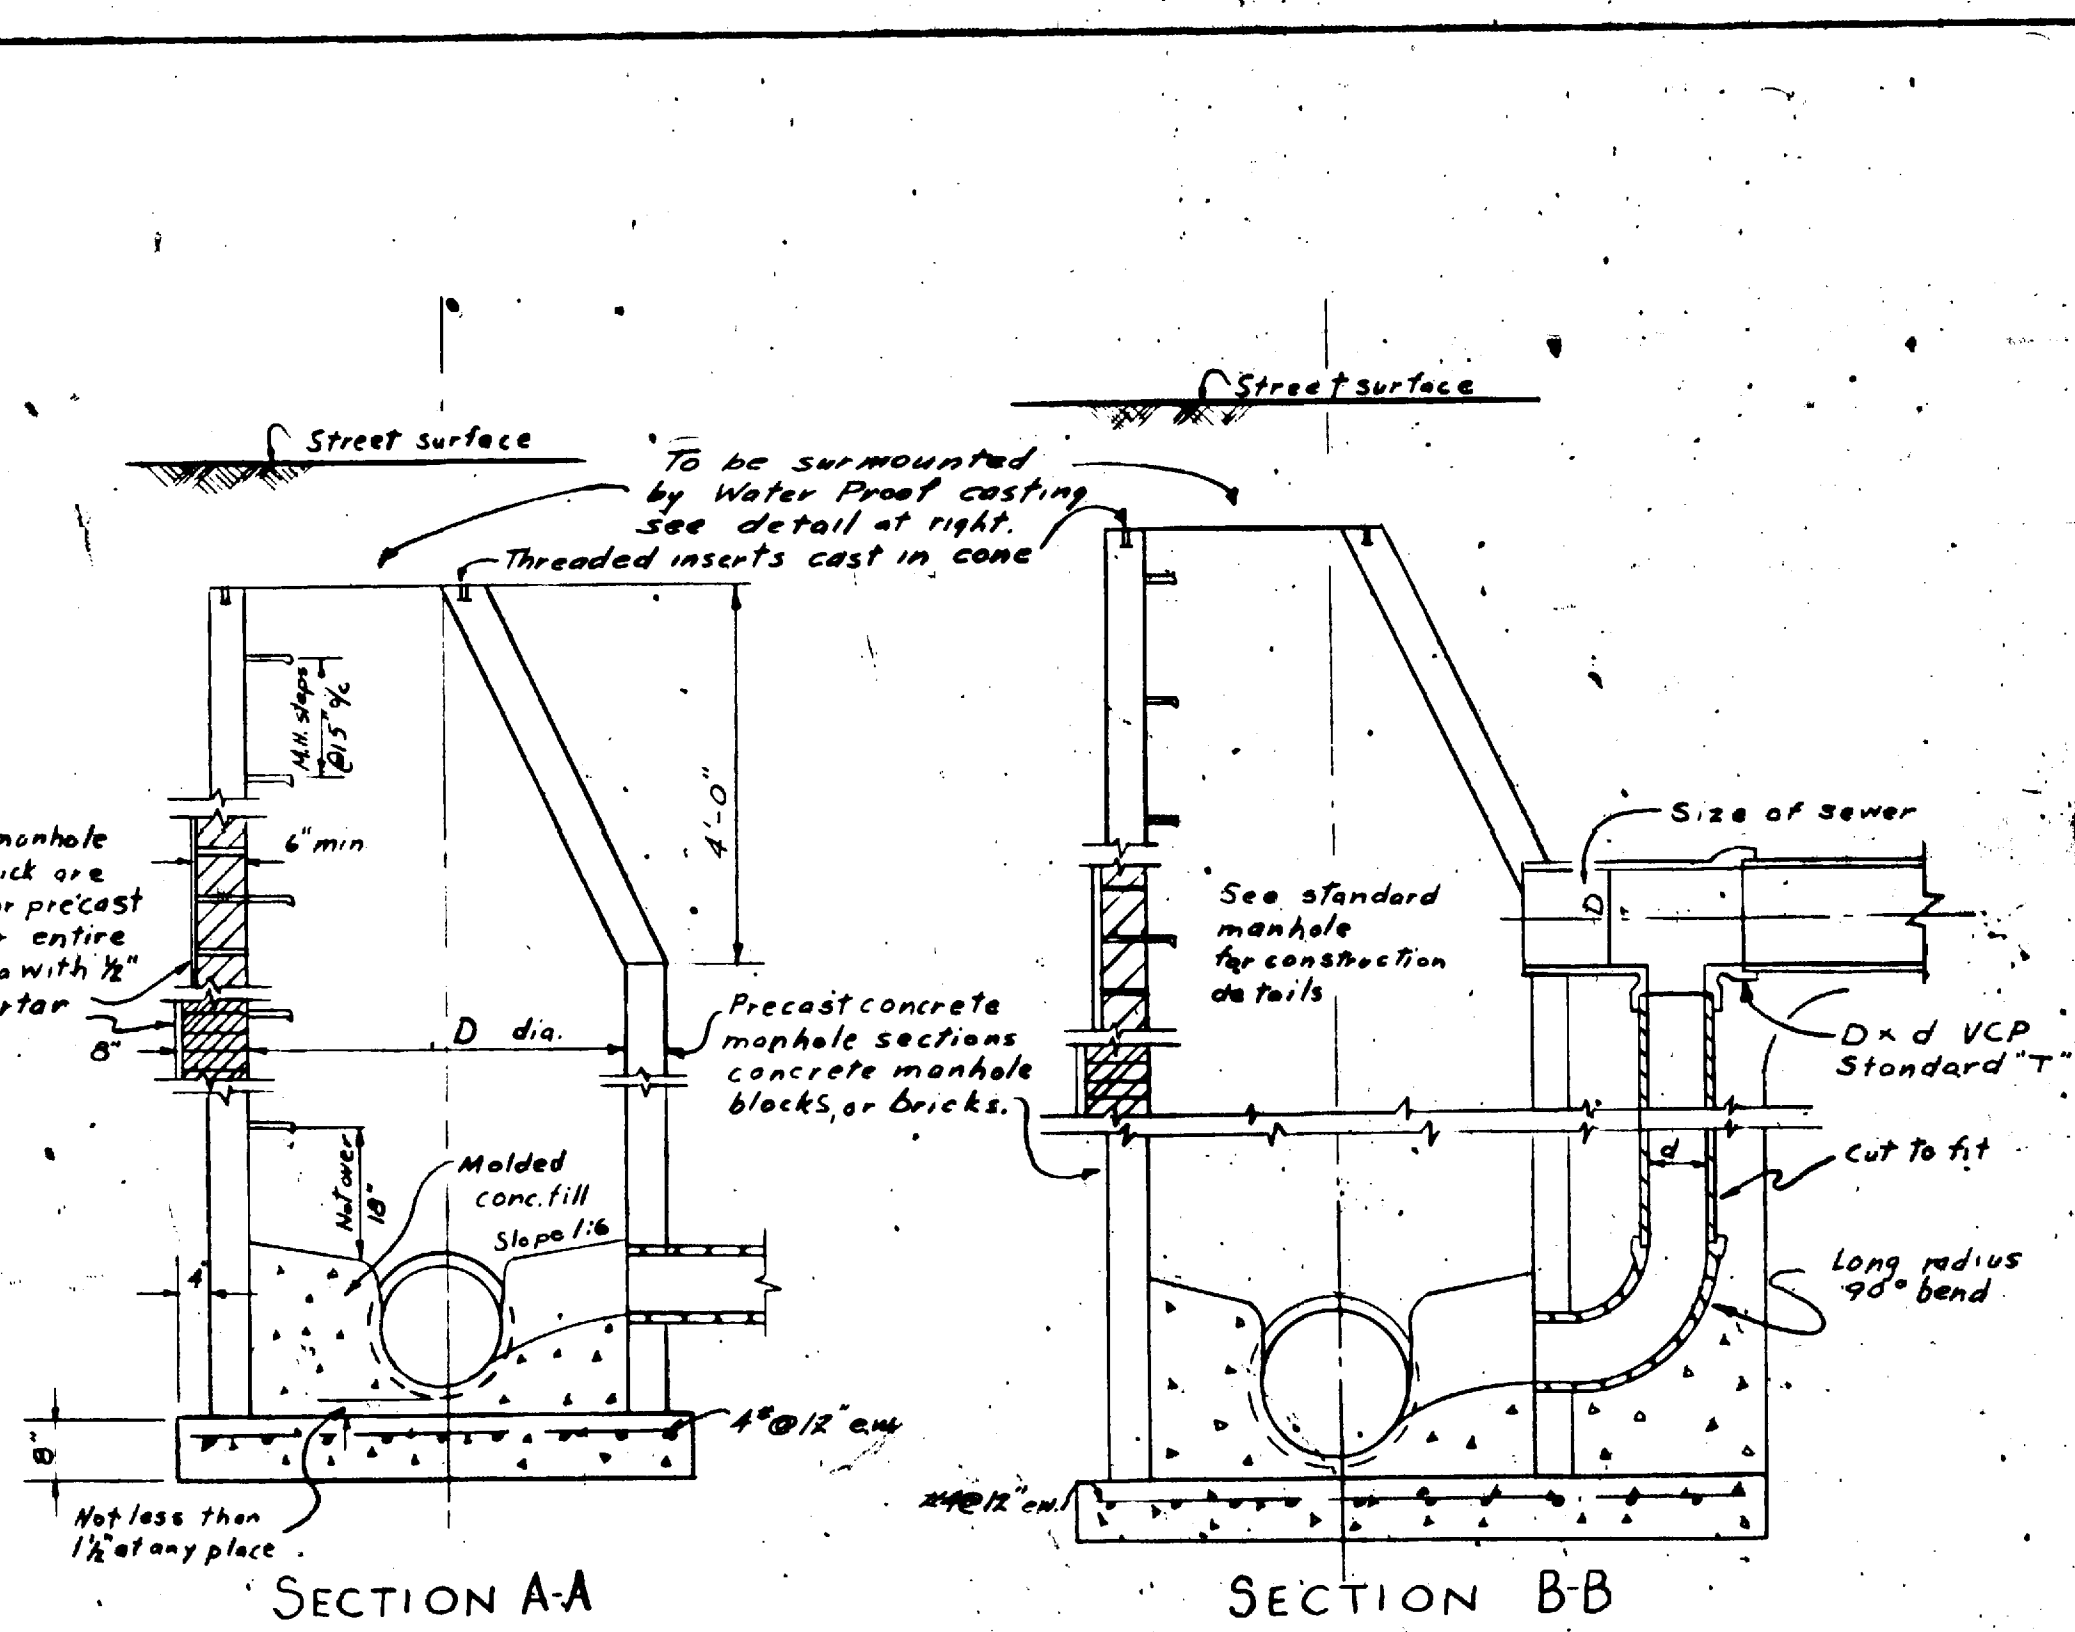 Street surface
Street surface
To be surmounted
by Water Proof casting
see detail at right.
Threaded inserts cast in cone
M.H. steps
@15" o/c
4'-0"
manhole
ick are
or precast
entire
with 1/2"
rtar
6" min
8"
D dia.
Precast concrete
manhole sections
concrete manhole
blocks, or bricks.
Not over
18"
Molded
conc. fill
Slope 1:6
4"
8"
4#@12" e.w.
Not less than
1 1/2" at any place
SECTION A-A
Size of sewer
See standard
manhole
for construction
details
D
D x d VCP
Standard "T"
d
Cut to fit
Long radius
90° bend
#4@12" e.w.
SECTION B-B